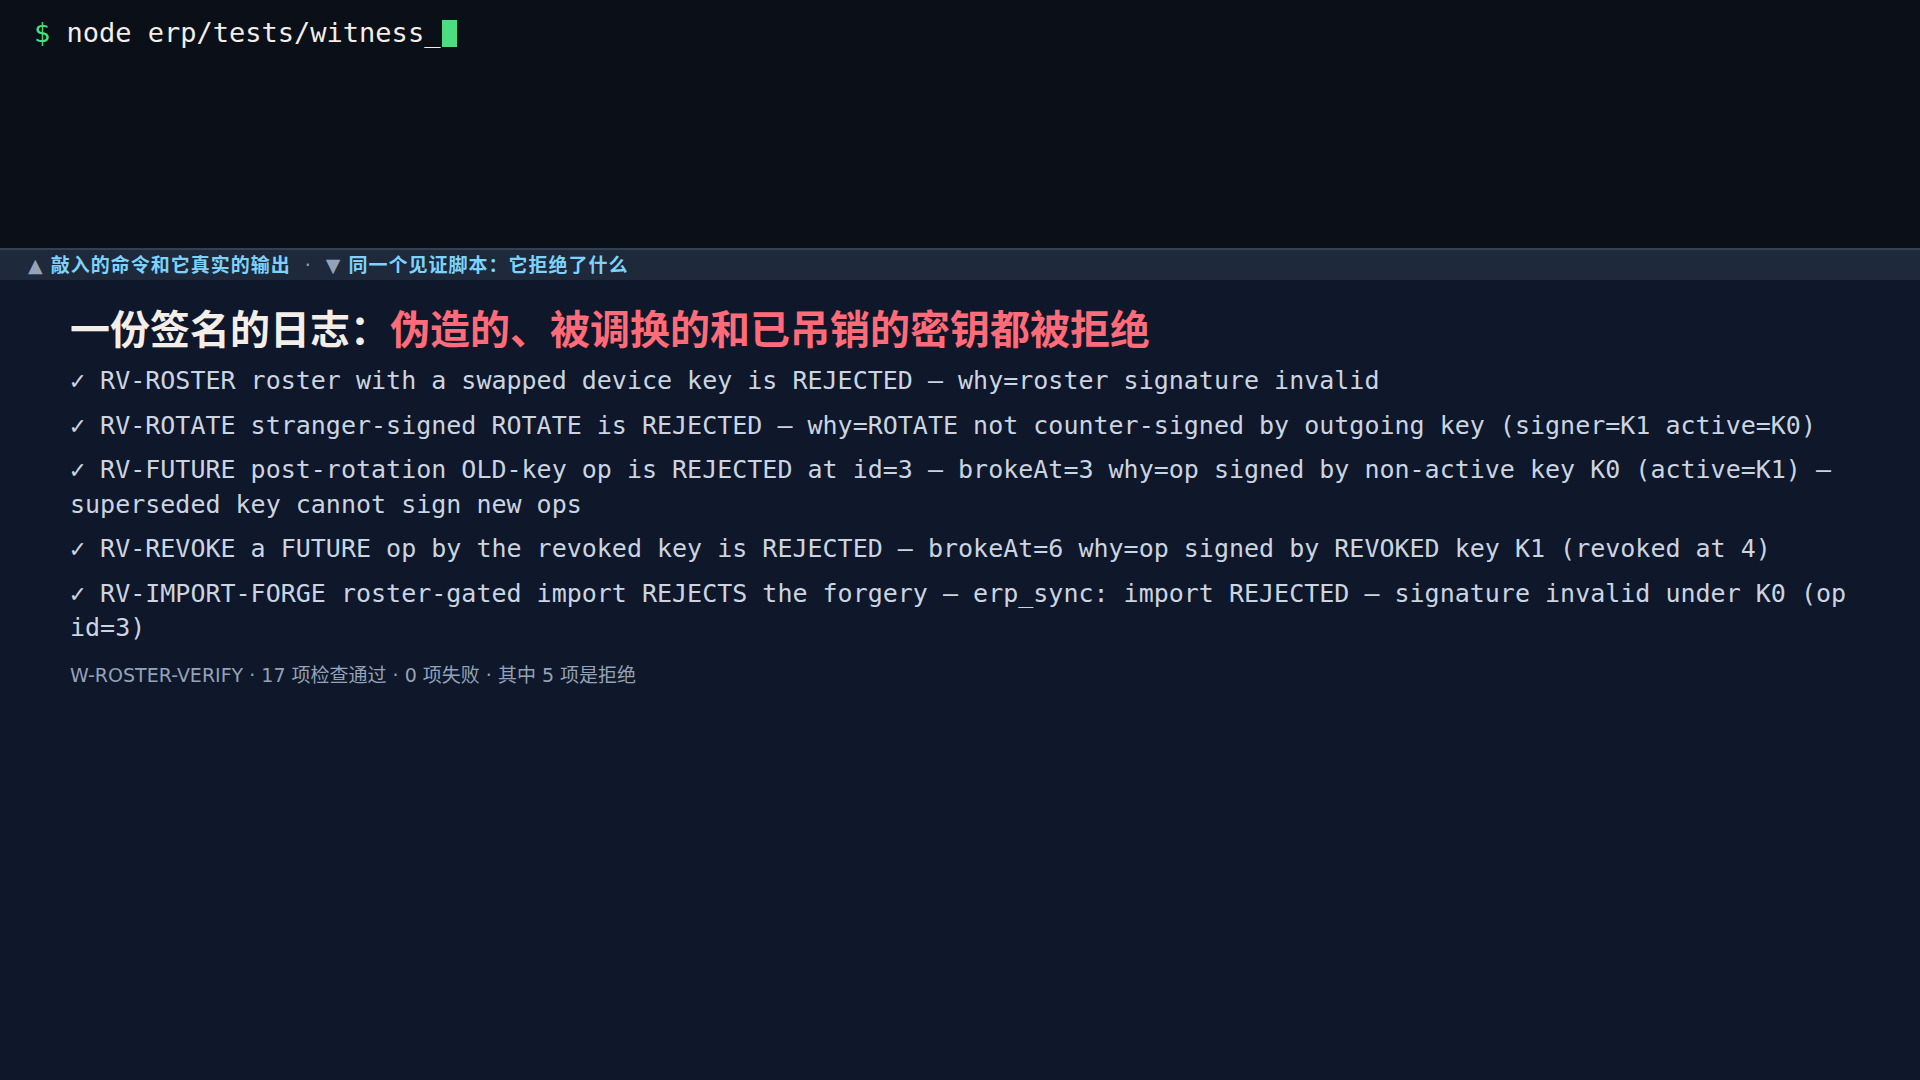 $ node erp/tests/witness_
▲ 敲入的命令和它真实的输出 · ▼ 同一个见证脚本：它拒绝了什么
一份签名的日志：伪造的、被调换的和已吊销的密钥都被拒绝
✓ RV-ROSTER roster with a swapped device key is REJECTED — why=roster signature invalid
✓ RV-ROTATE stranger-signed ROTATE is REJECTED — why=ROTATE not counter-signed by outgoing key (signer=K1 active=K0)
✓ RV-FUTURE post-rotation OLD-key op is REJECTED at id=3 — brokeAt=3 why=op signed by non-active key K0 (active=K1) —
superseded key cannot sign new ops
✓ RV-REVOKE a FUTURE op by the revoked key is REJECTED — brokeAt=6 why=op signed by REVOKED key K1 (revoked at 4)
✓ RV-IMPORT-FORGE roster-gated import REJECTS the forgery — erp_sync: import REJECTED — signature invalid under K0 (op
id=3)
W-ROSTER-VERIFY · 17 项检查通过 · 0 项失败 · 其中 5 项是拒绝